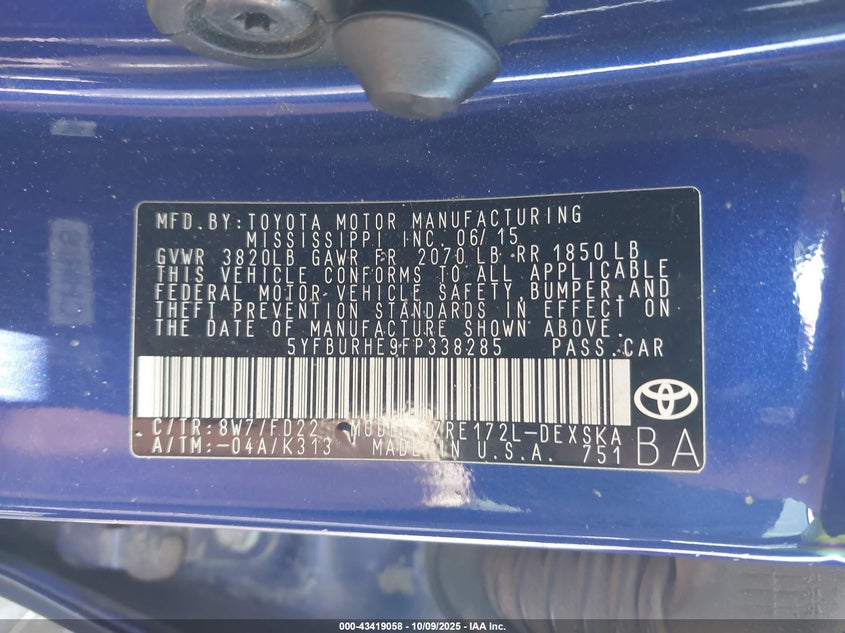 MFD. BY: TOYOTA MOTOR MANUFACTURING
MISSISSIPPI INC. 06/15
GVWR 3820LB GAWR FR 2070LB RR 1850LB
THIS VEHICLE CONFORMS TO ALL APPLICABLE
FEDERAL MOTOR VEHICLE SAFETY, BUMPER, AND
THEFT PREVENTION STANDARDS IN EFFECT ON
THE DATE OF MANUFACTURE SHOWN ABOVE.
5YFBURHE9FP338285 PASS. CAR
C/TR: 8W7/FD22 ZRE172L-DEXSKA
A/TM: -04A/K313 MADE IN U.S.A. 751 BA
000-43419058 | 10/09/2025 | IAA Inc.